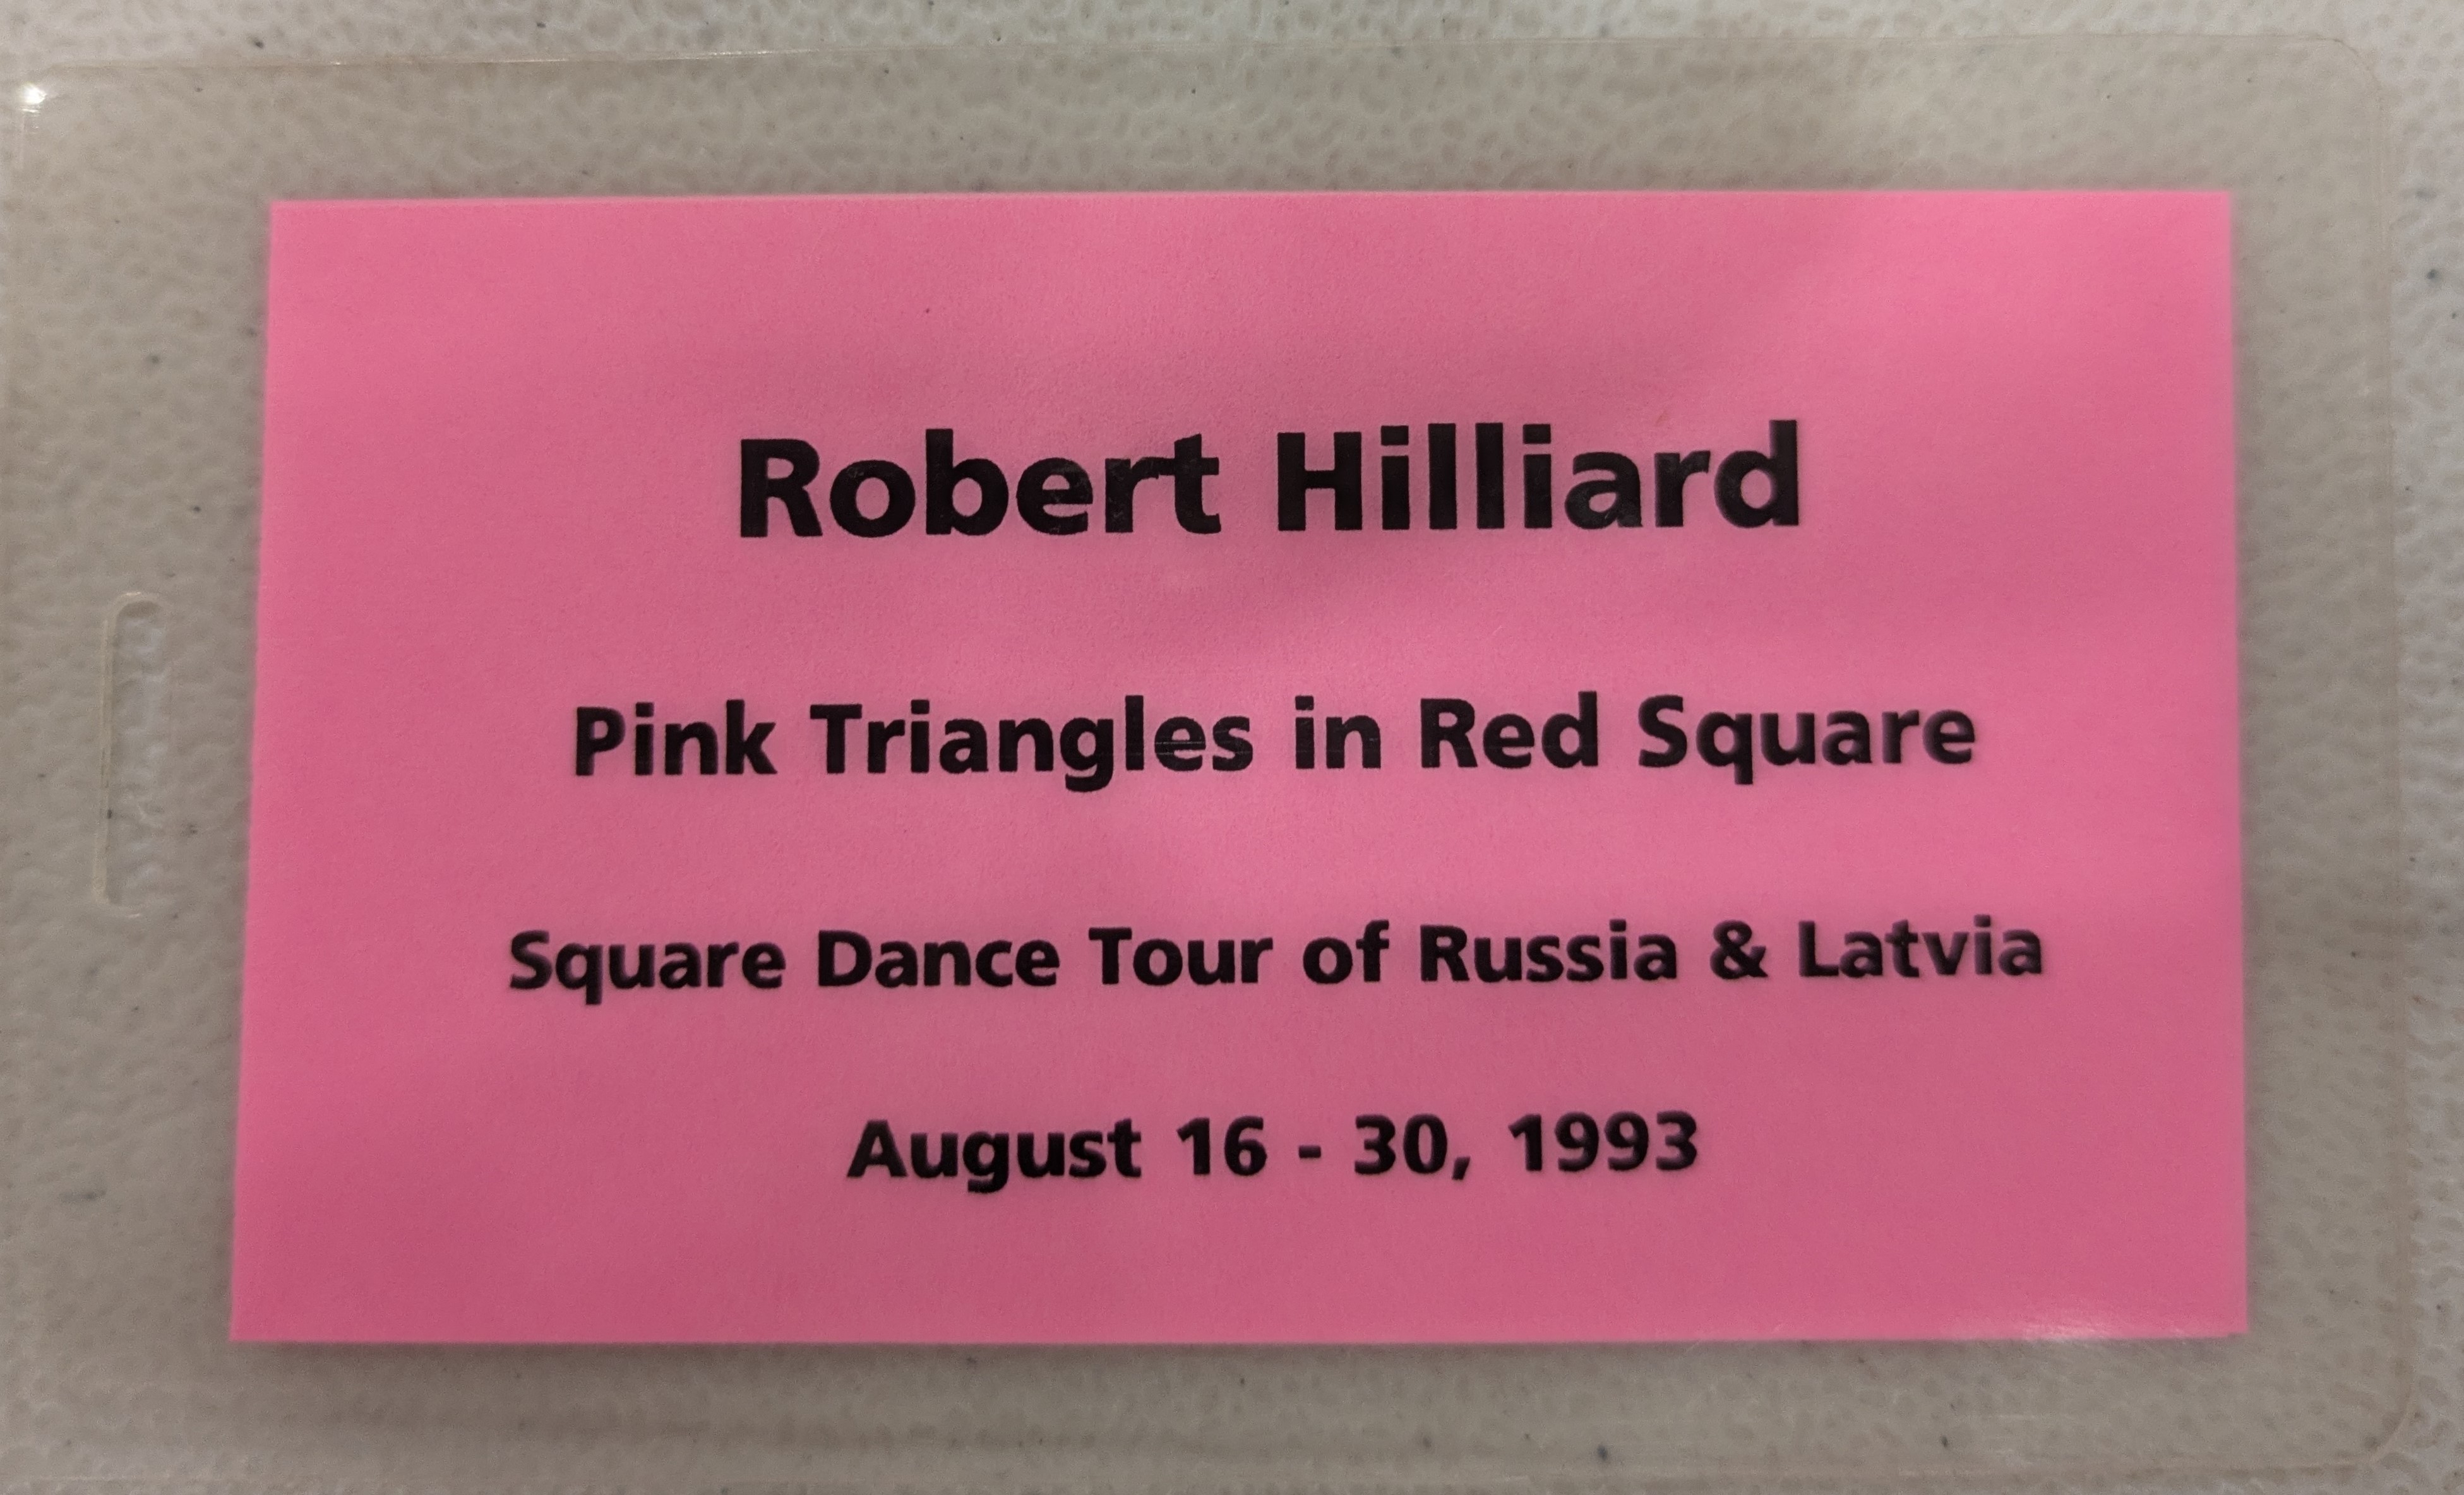 Robert Hilliard
Pink Triangles in Red Square
Square Dance Tour of Russia & Latvia
August 16 - 30, 1993